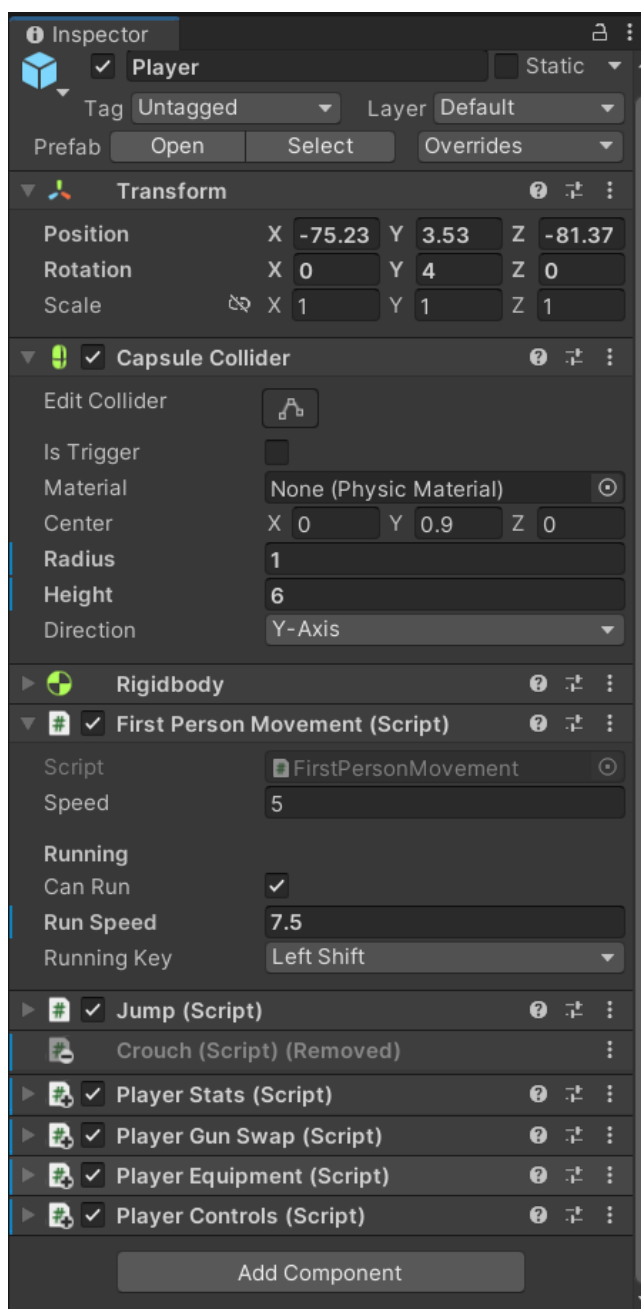 Inspector
Player Static
Tag Untagged Layer Default
Prefab Open Select Overrides
Transform
Position X -75.23 Y 3.53 Z -81.37
Rotation X 0 Y 4 Z 0
Scale X 1 Y 1 Z 1
Capsule Collider
Edit Collider
Is Trigger
Material None (Physic Material)
Center X 0 Y 0.9 Z 0
Radius 1
Height 6
Direction Y-Axis
Rigidbody
# First Person Movement (Script)
Script # FirstPersonMovement
Speed 5
Running
Can Run
Run Speed 7.5
Running Key Left Shift
# Jump (Script)
# Crouch (Script) (Removed)
# Player Stats (Script)
# Player Gun Swap (Script)
# Player Equipment (Script)
# Player Controls (Script)
Add Component